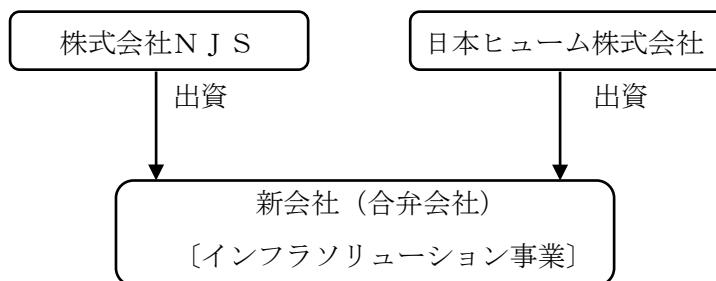 株式会社NJS
日本ヒューム株式会社
出資
出資
新会社(合弁会社)
〔インフラソリューション事業〕